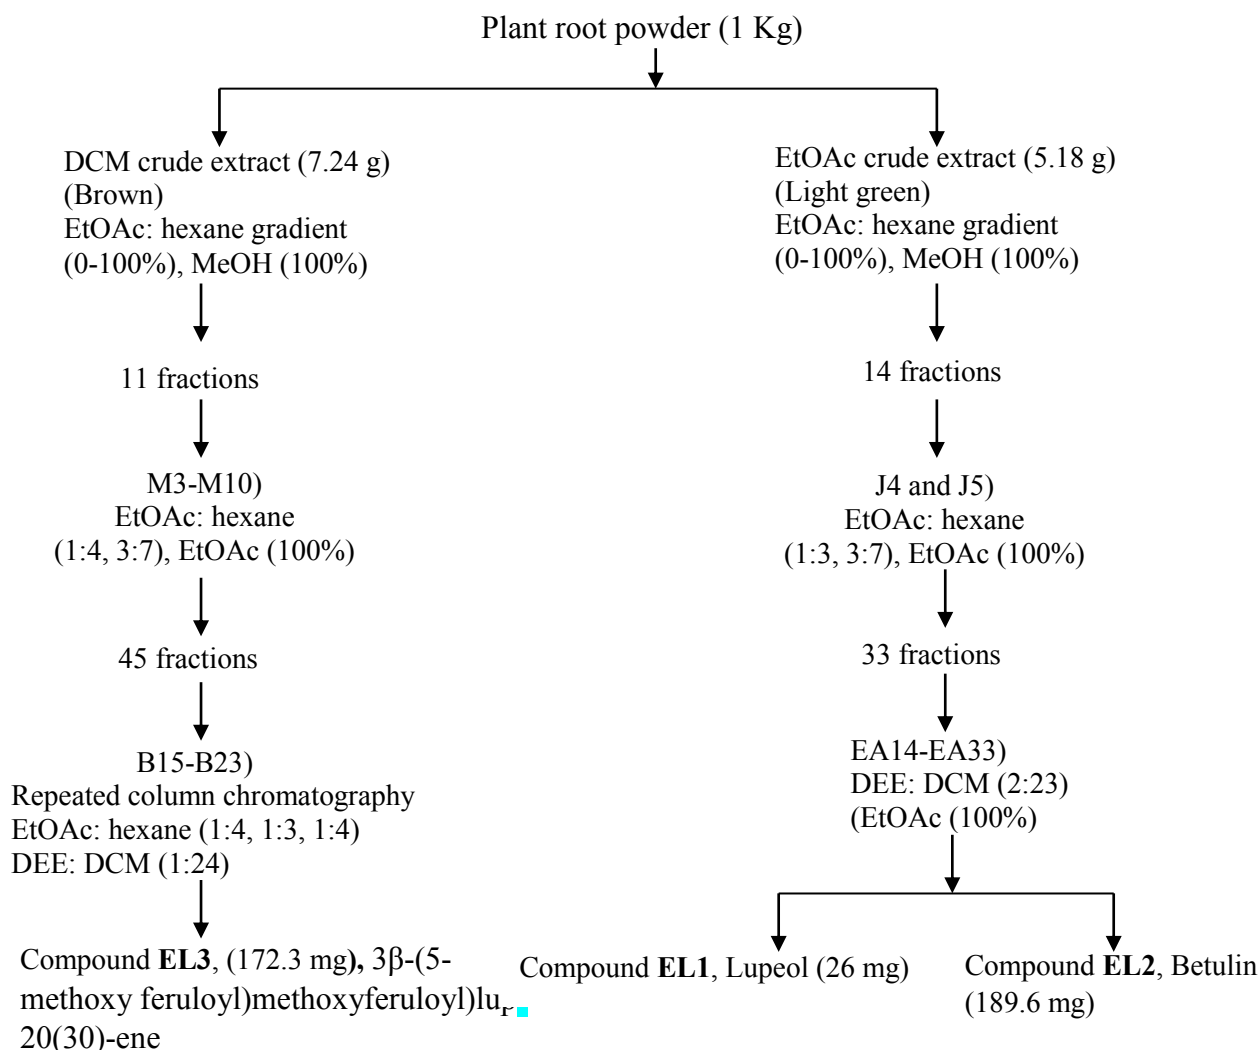 Plant root powder (1 Kg)
DCM crude extract (7.24 g)
(Brown)
EtOAc: hexane gradient
(0-100%), MeOH (100%)
11 fractions
M3-M10)
EtOAc: hexane
(1:4, 3:7), EtOAc (100%)
45 fractions
B15-B23)
Repeated column chromatography
EtOAc: hexane (1:4, 1:3, 1:4)
DEE: DCM (1:24)
Compound EL3, (172.3 mg), 3β-(5-
methoxy feruloyl)methoxyferuloyl)
20(30)-ene
EtOAc crude extract (5.18 g)
(Light green)
EtOAc: hexane gradient
(0-100%), MeOH (100%)
14 fractions
J4 and J5)
EtOAc: hexane
(1:3, 3:7), EtOAc (100%)
33 fractions
EA14-EA33)
DEE: DCM (2:23)
(EtOAc (100%)
Compound EL1, Lupeol (26 mg)
Compound EL2, Betulin
(189.6 mg)